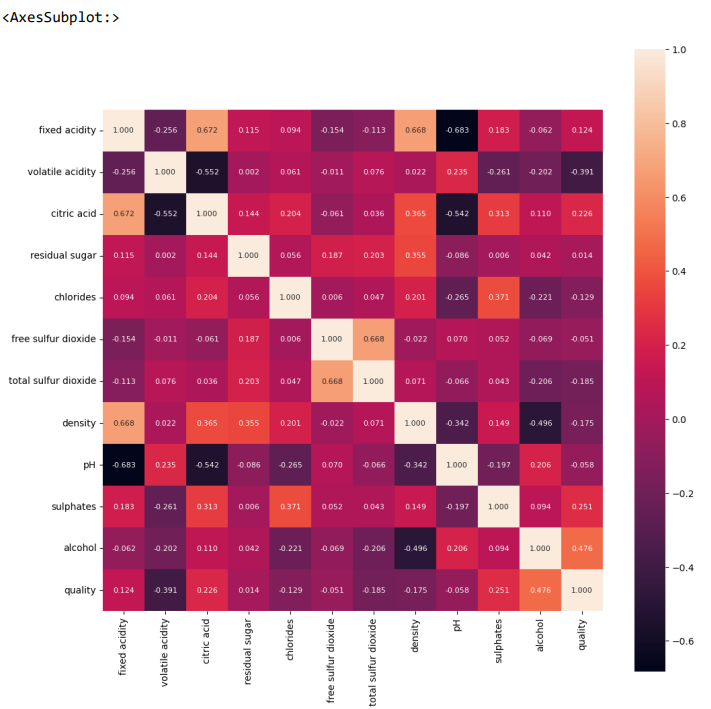 <AxesSubplot:>
1.0
fixed acidity 1.000 -0.256 0.672 0.115 0.094 -0.154 -0.113 0.668 -0.683 0.183 -0.062 0.124
0.8
volatile acidity -0.256 1.000 -0.552 0.002 0.061 -0.011 0.076 0.022 0.235 -0.261 -0.202 -0.391
citric acid 0.672 -0.552 1.000 0.144 0.204 -0.061 0.036 0.365 -0.542 0.313 0.110 0.226
0.6
residual sugar 0.115 0.002 0.144 1.000 0.056 0.187 0.203 0.355 -0.086 0.006 0.042 0.014
0.4
chlorides 0.094 0.061 0.204 0.056 1.000 0.006 0.047 0.201 -0.265 0.371 -0.221 -0.129
free sulfur dioxide -0.154 -0.011 -0.061 0.187 0.006 1.000 0.668 -0.022 0.070 0.052 -0.069 -0.051
0.2
total sulfur dioxide -0.113 0.076 0.036 0.203 0.047 0.668 1.000 0.071 -0.066 0.043 -0.206 -0.185
0.0
density 0.668 0.022 0.365 0.355 0.201 -0.022 0.071 1.000 -0.342 0.149 -0.496 -0.175
pH -0.683 0.235 -0.542 -0.086 -0.265 0.070 -0.066 -0.342 1.000 -0.197 0.206 -0.058
−0.2
sulphates 0.183 -0.261 0.313 0.006 0.371 0.052 0.043 0.149 -0.197 1.000 0.094 0.251
alcohol -0.062 -0.202 0.110 0.042 -0.221 -0.069 -0.206 -0.496 0.206 0.094 1.000 0.476
−0.4
quality 0.124 -0.391 0.226 0.014 -0.129 -0.051 -0.185 -0.175 -0.058 0.251 0.476 1.000
−0.6
fixed acidity
volatile acidity
citric acid
residual sugar
chlorides
free sulfur dioxide
total sulfur dioxide
density
pH
sulphates
alcohol
quality